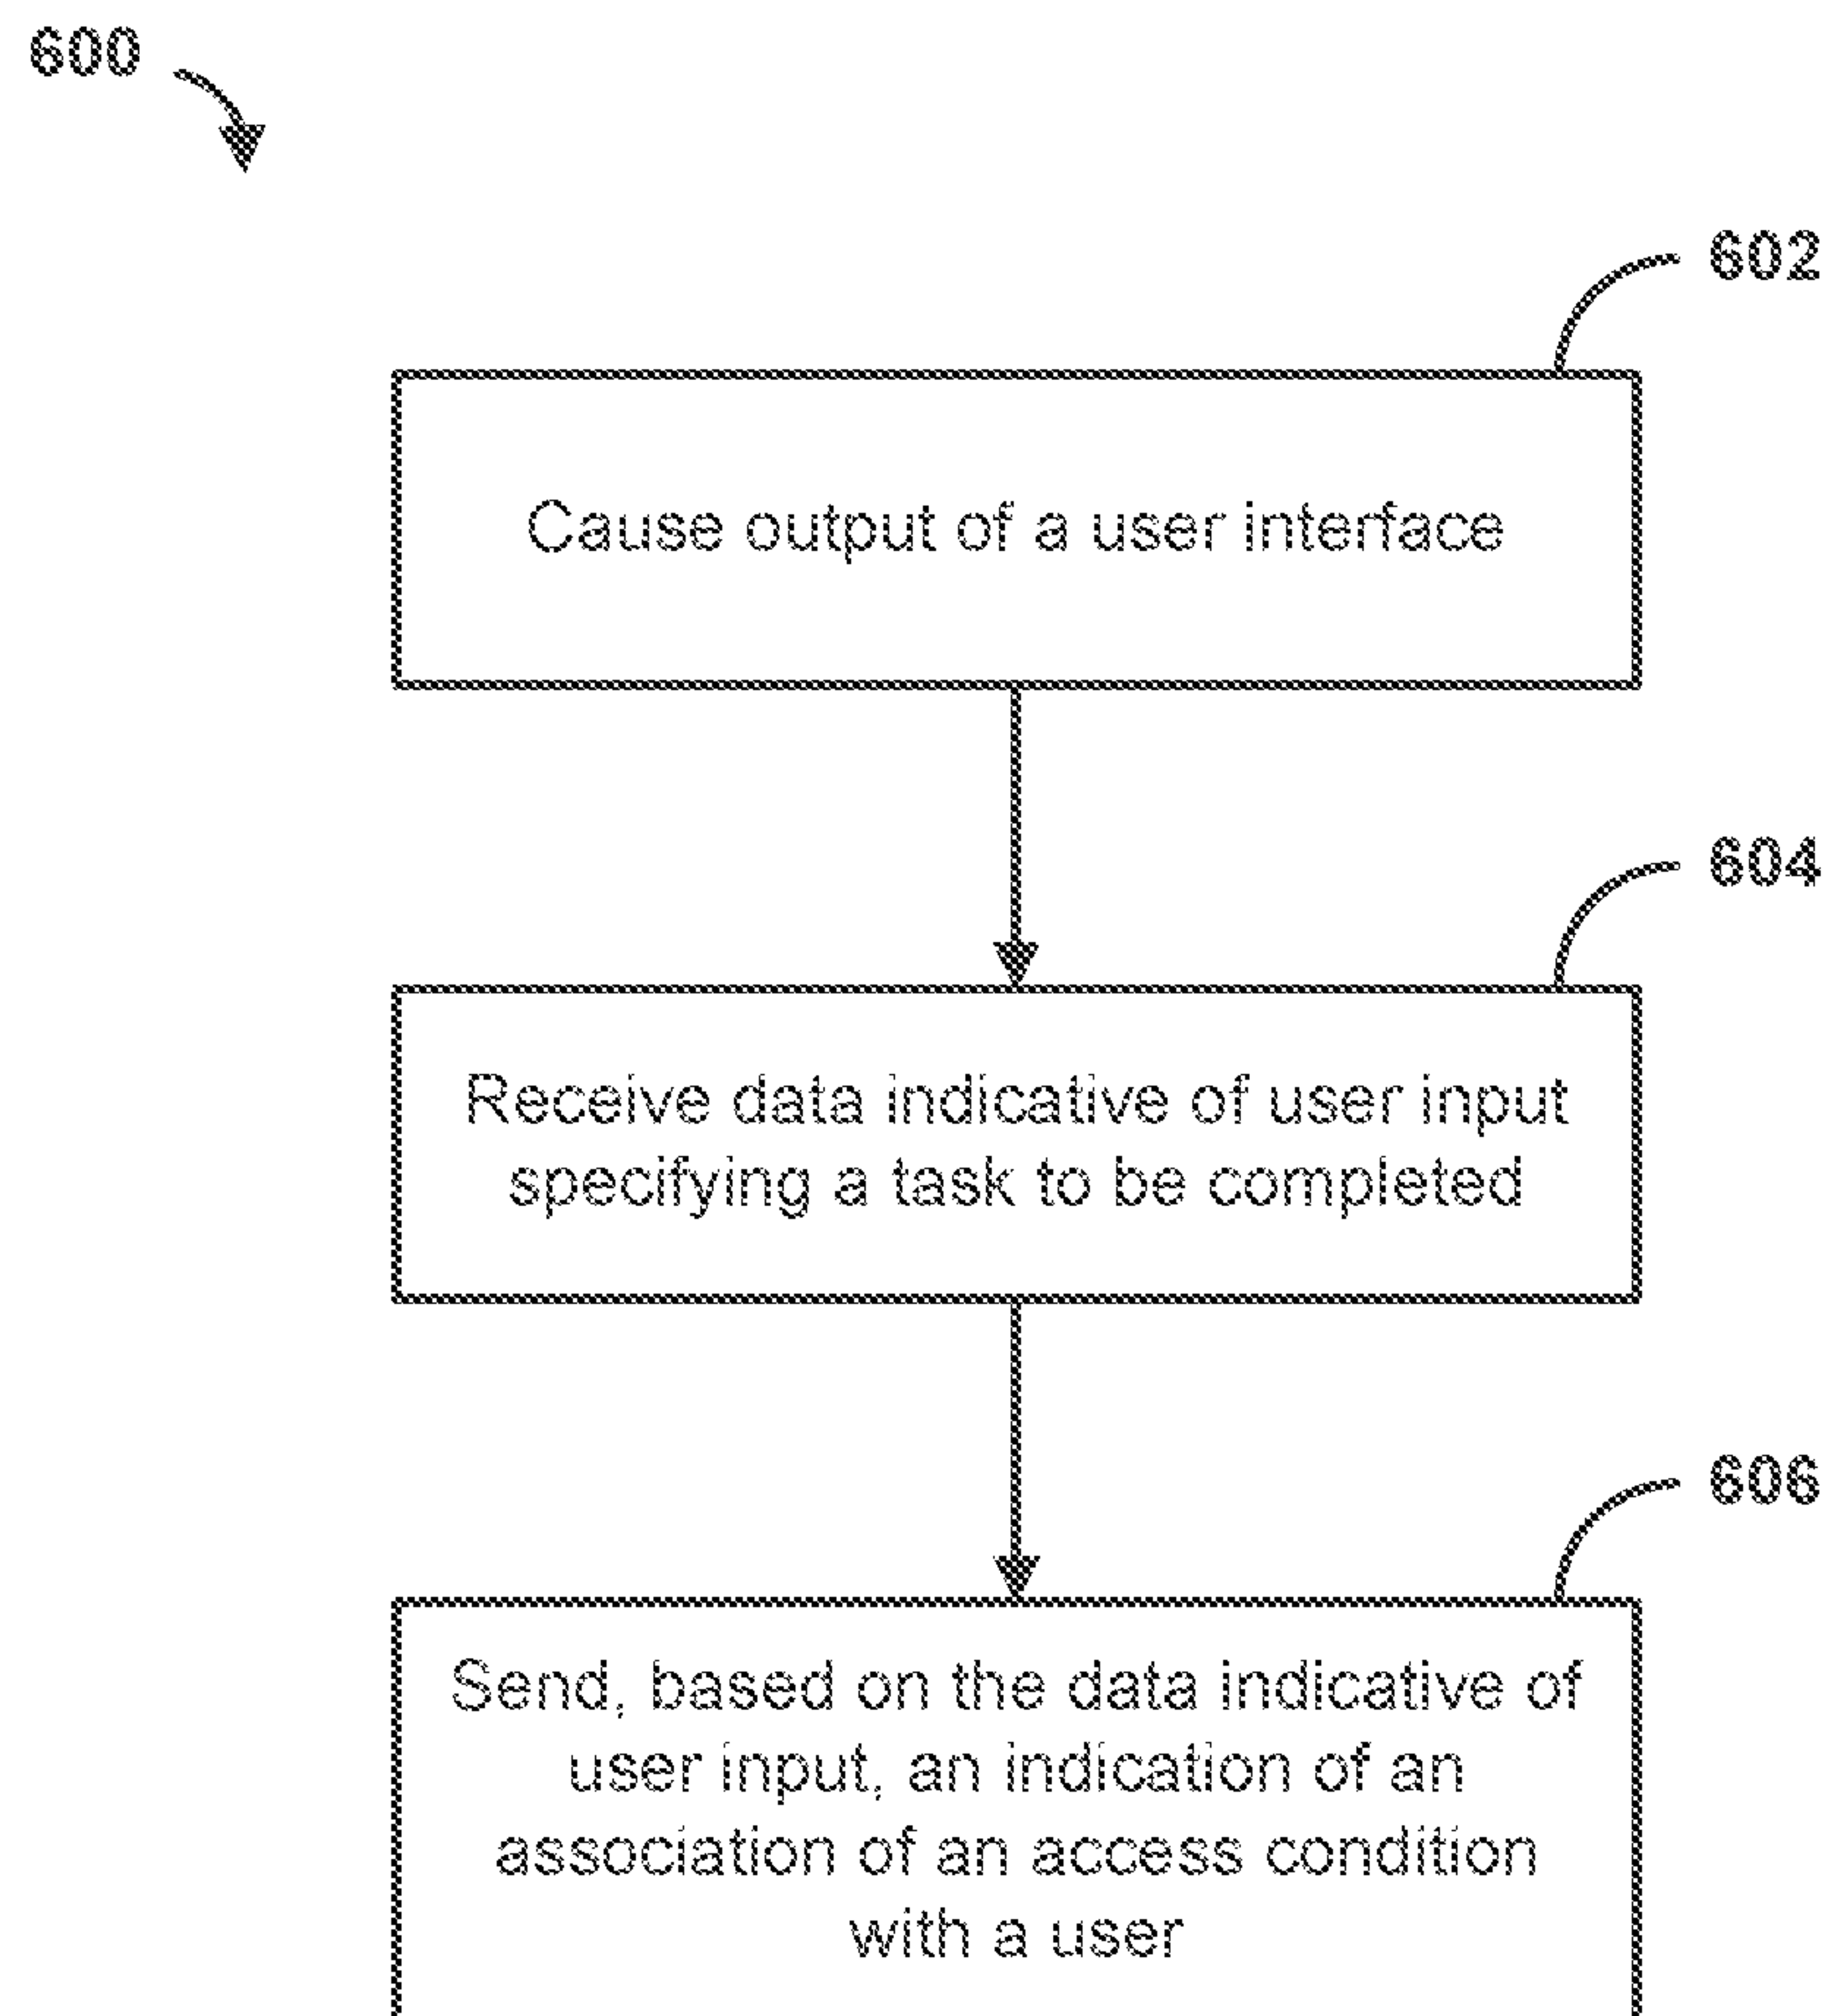 600
602
Cause output of a user interface
604
Receive data indicative of user input
specifying a task to be completed
606
Send, based on the data indicative of
user input, an indication of an
association of an access condition
with a user